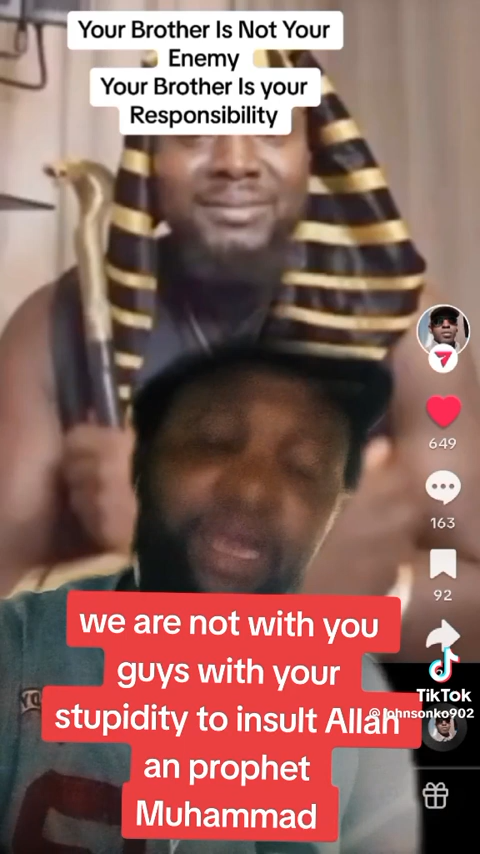 Your Brother Is Not Your
Enemy
Your Brother Is your
Responsibility
649
163
92
we are not with you
guys with your
stupidity to insult Allah
an prophet
Muhammad
TikTok
@johnsonko902